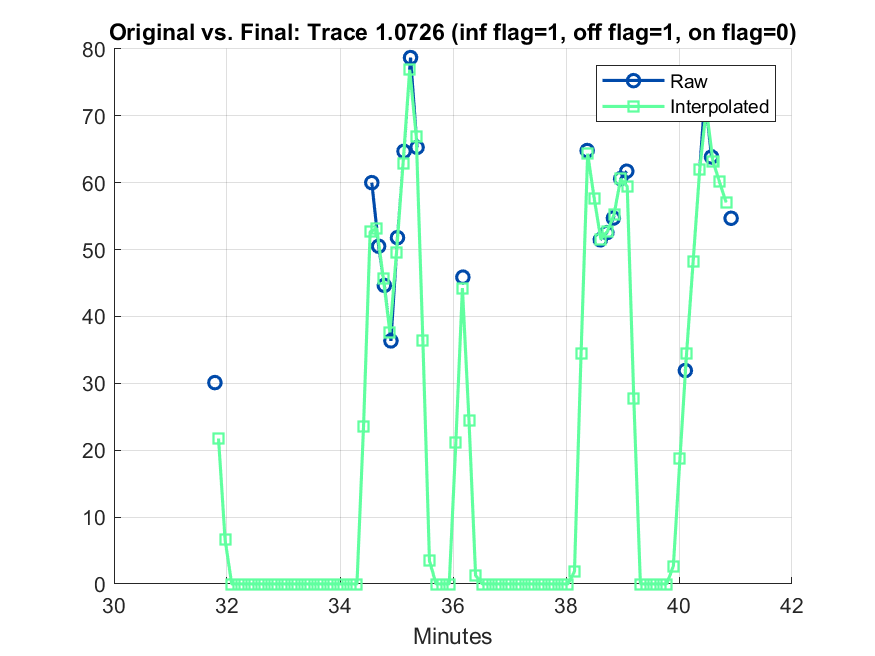 Original vs. Final: Trace 1.0726 (inf flag=1, off flag=1, on flag=0)
80
70
60
50
40
30
20
10
0
Raw
Interpolated
30 32 34 36 38 40 42
Minutes